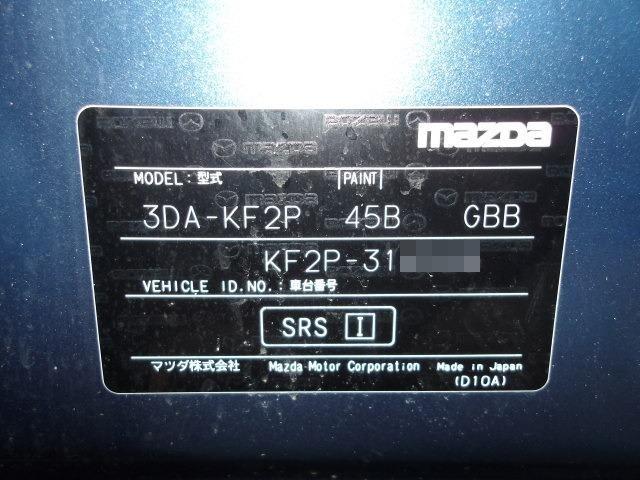 mazda
MODEL: 型式 PAINT
3DA-KF2P 45B GBB
KF2P-31
VEHICLE ID.NO.: 車台番号
SRS I
マツダ株式会社 Mazda Motor Corporation Made in Japan
(D10A)